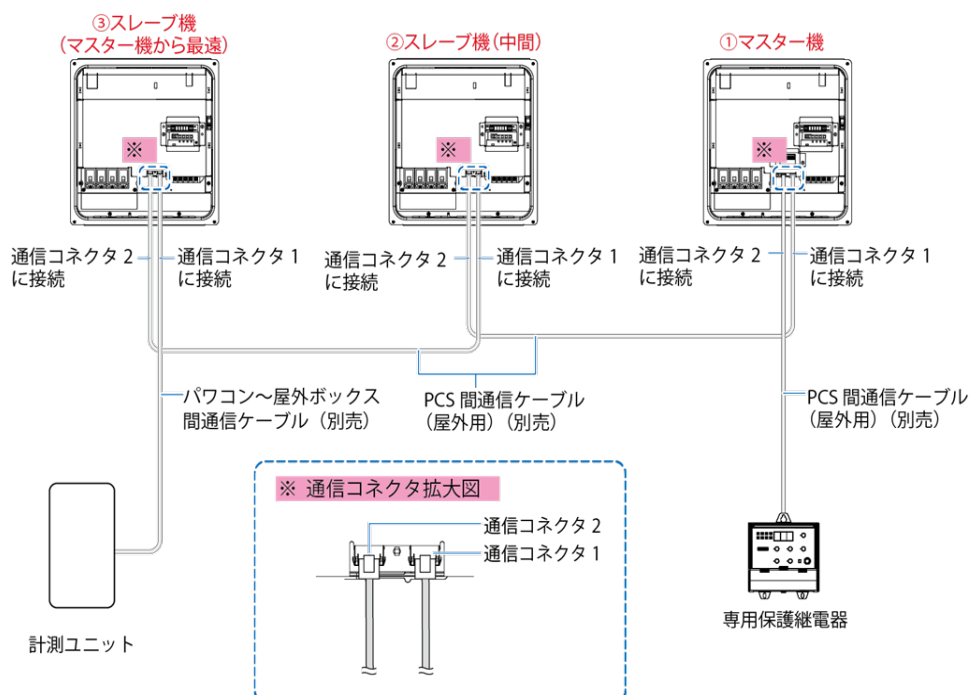 ③スレーブ機
(マスター機から最遠)
②スレーブ機(中間)
①マスター機
※
※
※
通信コネクタ 2
に接続
通信コネクタ 1
に接続
通信コネクタ 2
に接続
通信コネクタ 1
に接続
通信コネクタ 2
に接続
通信コネクタ 1
に接続
パワコン～屋外ボックス
間通信ケーブル（別売）
PCS 間通信ケーブル
（屋外用）（別売）
PCS 間通信ケーブル
（屋外用）（別売）
※ 通信コネクタ拡大図
通信コネクタ 2
通信コネクタ 1
計測ユニット
専用保護継電器